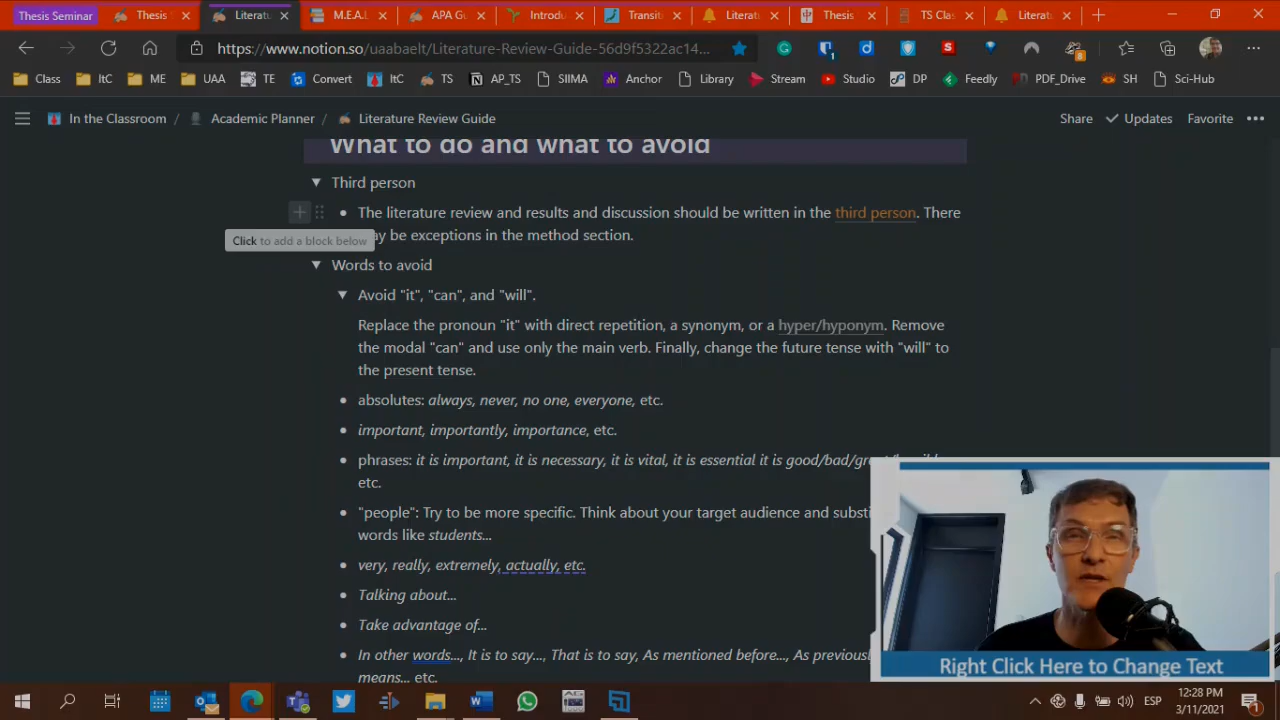 Thesis Seminar
Thesis S
Literatu
M.E.A.L
APA Gu
Introdu
Transiti
Literatu
Thesis
TS Clas
Literatu
https://www.notion.so/uaabaelt/Literature-Review-Guide-56d9f5322ac14...
Class
ItC
ME
UAA
TE
Convert
ItC
TS
AP_TS
SIIMA
Anchor
Library
Stream
Studio
DP
Feedly
PDF_Drive
SH
Sci-Hub
In the Classroom / Academic Planner / Literature Review Guide
Share
Updates
Favorite
What to do and what to avoid
Third person
The literature review and results and discussion should be written in the third person. There
be exceptions in the method section.
Click to add a block below
Words to avoid
Avoid "it", "can", and "will".
Replace the pronoun "it" with direct repetition, a synonym, or a hyper/hyponym. Remove
the modal "can" and use only the main verb. Finally, change the future tense with "will" to
the present tense.
absolutes: always, never, no one, everyone, etc.
important, importantly, importance, etc.
phrases: it is important, it is necessary, it is vital, it is essential it is good/bad/
etc.
"people": Try to be more specific. Think about your target audience and
words like students...
very, really, extremely, actually, etc.
Talking about...
Take advantage of...
In other words..., It is to say..., That is to say, As mentioned before..., As
means... etc.
Right Click Here to Change Text
ESP
12:28 PM
3/11/2021